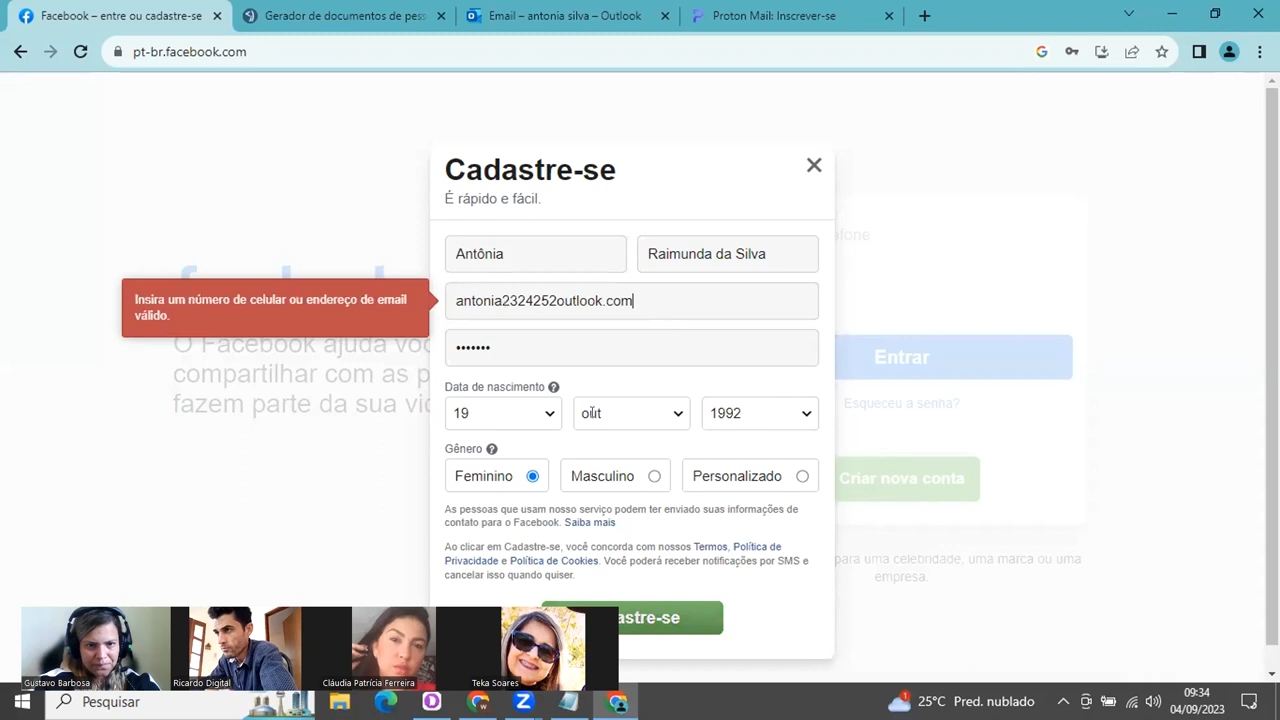 Facebook – entre ou cadastre-se
Gerador de documentos de pess
Email – antonia silva – Outlook
Proton Mail: Inscrever-se
pt-br.facebook.com
Cadastre-se
É rápido e fácil.
Antônia
Raimunda da Silva
Insira um número de celular ou endereço de email
válido.
antonia2324252outlook.com
•••••••
O Facebook ajuda voc
compartilhar com as p
fazem parte da sua vid
Data de nascimento
19
out
1992
Gênero
Feminino
Masculino
Personalizado
As pessoas que usam nosso serviço podem ter enviado suas informações de
contato para o Facebook. Saiba mais
Ao clicar em Cadastre-se, você concorda com nossos Termos, Política de
Privacidade e Política de Cookies. Você poderá receber notificações por SMS e
cancelar isso quando quiser.
astre-se
efone
Entrar
Esqueceu a senha?
Criar nova conta
para uma celebridade, uma marca ou uma
empresa.
Gustavo Barbosa
Ricardo Digital
Cláudia Patrícia Ferreira
Teka Soares
Pesquisar
1
25°C Pred. nublado
09:34
04/09/2023